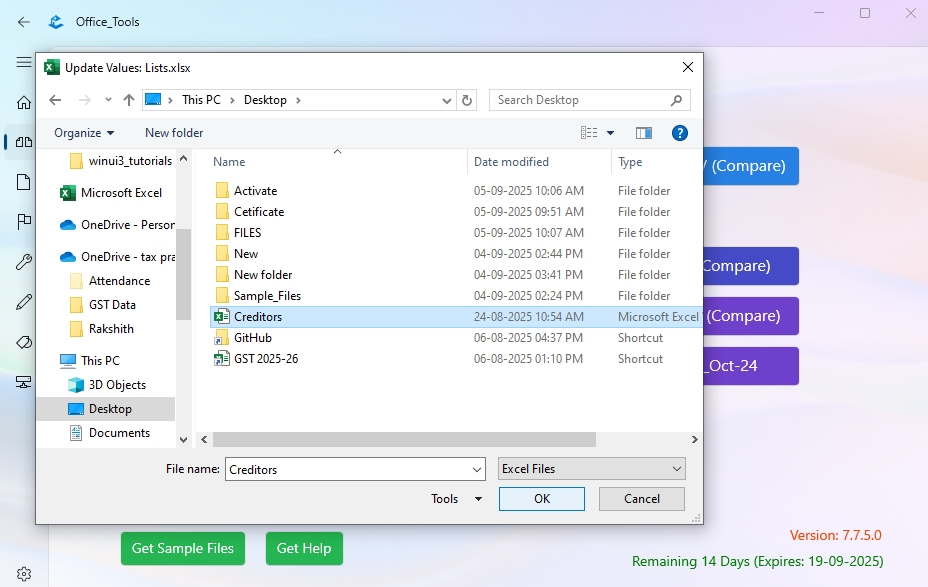 Office_Tools
Update Values: Lists.xlsx
This PC
Desktop
Search Desktop
Organize
New folder
?
winui3_tutorials
Microsoft Excel
OneDrive - Person
OneDrive - tax pra
Attendance
GST Data
Rakshith
This PC
3D Objects
Desktop
Documents
Name Date modified Type
Activate 05-09-2025 10:06 AM File folder
Cetificate 05-09-2025 09:51 AM File folder
FILES 05-09-2025 10:07 AM File folder
New 04-09-2025 02:44 PM File folder
New folder 04-09-2025 03:41 PM File folder
Sample_Files 04-09-2025 02:24 PM File folder
Creditors 24-08-2025 10:54 AM Microsoft Excel
GitHub 06-08-2025 04:37 PM Shortcut
GST 2025-26 06-08-2025 01:10 PM Shortcut
File name: Creditors Excel Files
Tools OK Cancel
(Compare)
Compare)
(Compare)
_Oct-24
Get Sample Files
Get Help
Version: 7.7.5.0
Remaining 14 Days (Expires: 19-09-2025)